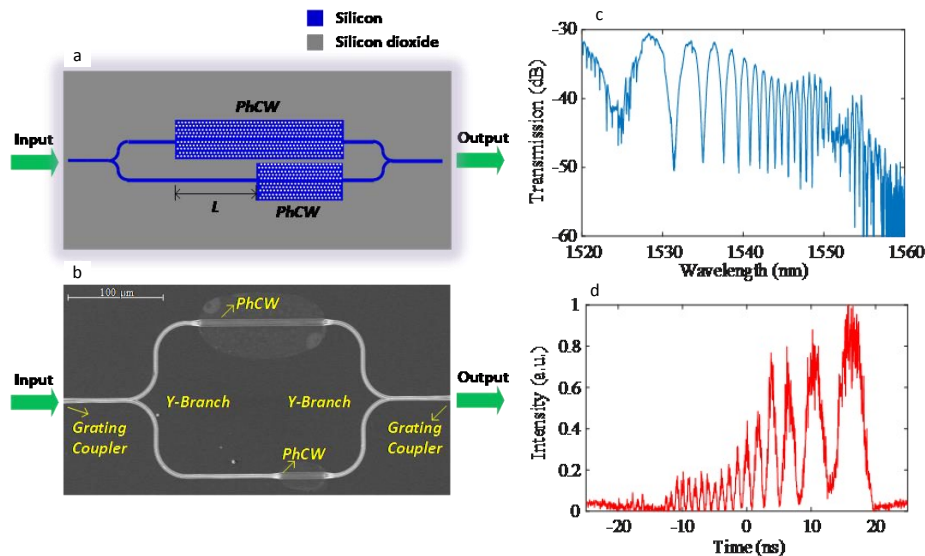 Silicon
Silicon dioxide
a
PhCW
Input
Output
L
PhCW
b
100 µm
PhCW
Input
Output
Y-Branch
Y-Branch
Grating
Coupler
Grating
Coupler
PhCW
c
-30
-40
-50
-60
Transmission (dB)
1520
1530
1540
1550
1560
Wavelength (nm)
d
1
0.8
0.6
0.4
0.2
0
Intensity (a.u.)
-20
-10
0
10
20
Time (ns)